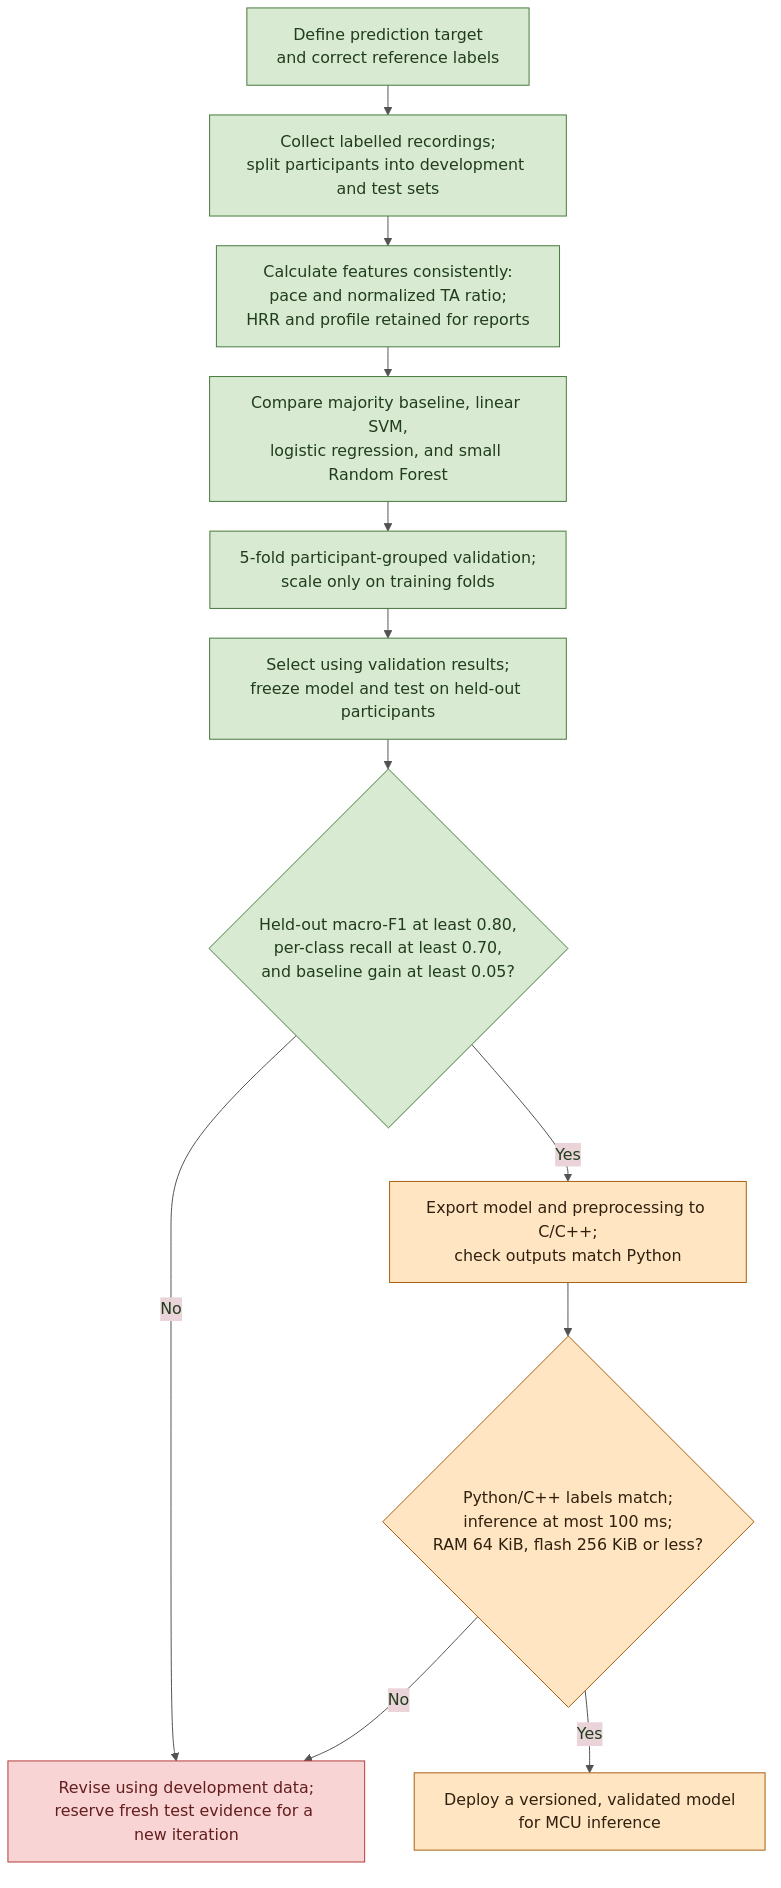 Define prediction target
and correct reference labels
Collect labelled recordings;
split participants into development
and test sets
Calculate features consistently:
pace and normalized TA ratio;
HRR and profile retained for reports
Compare majority baseline, linear
SVM,
logistic regression, and small
Random Forest
5-fold participant-grouped validation;
scale only on training folds
Select using validation results;
freeze model and test on held-out
participants
Held-out macro-F1 at least 0.80,
per-class recall at least 0.70,
and baseline gain at least 0.05?
Yes
Export model and preprocessing to
C/C++;
check outputs match Python
No
Python/C++ labels match;
inference at most 100 ms;
RAM 64 KiB, flash 256 KiB or less?
No
Yes
Revise using development data;
reserve fresh test evidence for a
new iteration
Deploy a versioned, validated model
for MCU inference